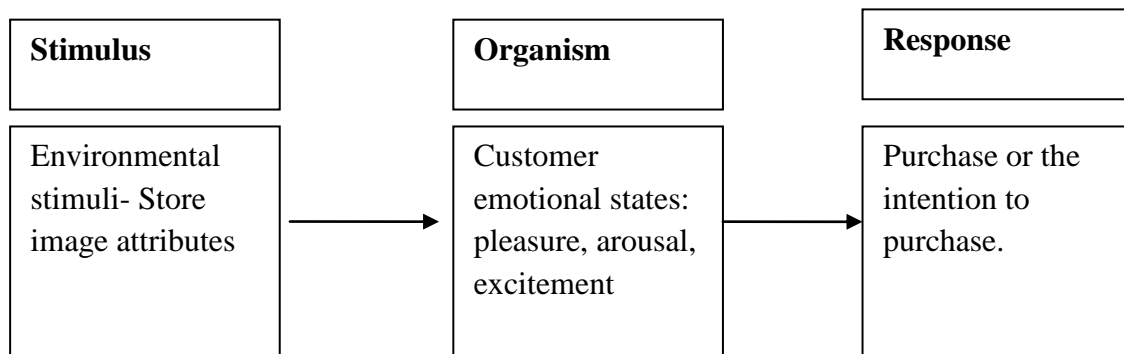 Stimulus
Organism
Response
Environmental
stimuli- Store
image attributes
Customer
emotional states:
pleasure, arousal,
excitement
Purchase or the
intention to
purchase.